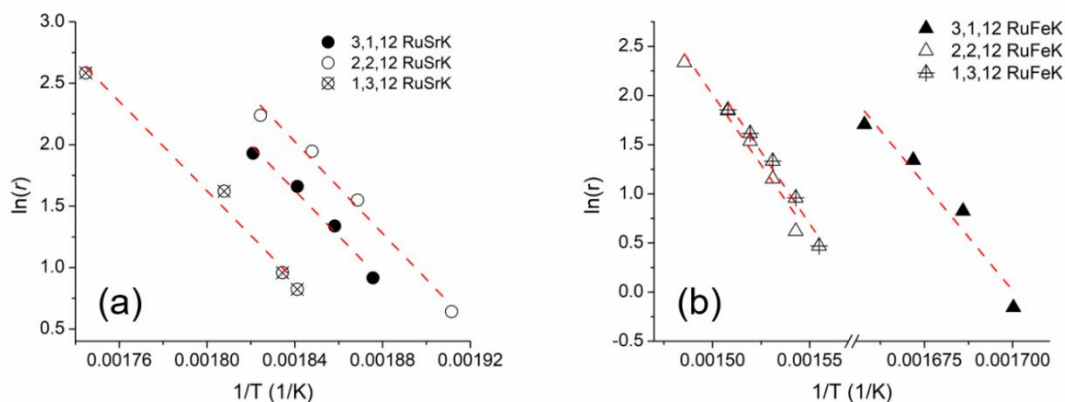 3.0
2.5
2.0
1.5
1.0
0.5
ln(r)
3,1,12 RuSrK
2,2,12 RuSrK
1,3,12 RuSrK
(a)
0.00176 0.00180 0.00184 0.00188 0.00192
1/T (1/K)
2.5
2.0
1.5
1.0
0.5
0.0
-0.5
ln(r)
3,1,12 RuFeK
2,2,12 RuFeK
1,3,12 RuFeK
(b)
0.00150 0.00155 0.001675 0.001700
1/T (1/K)